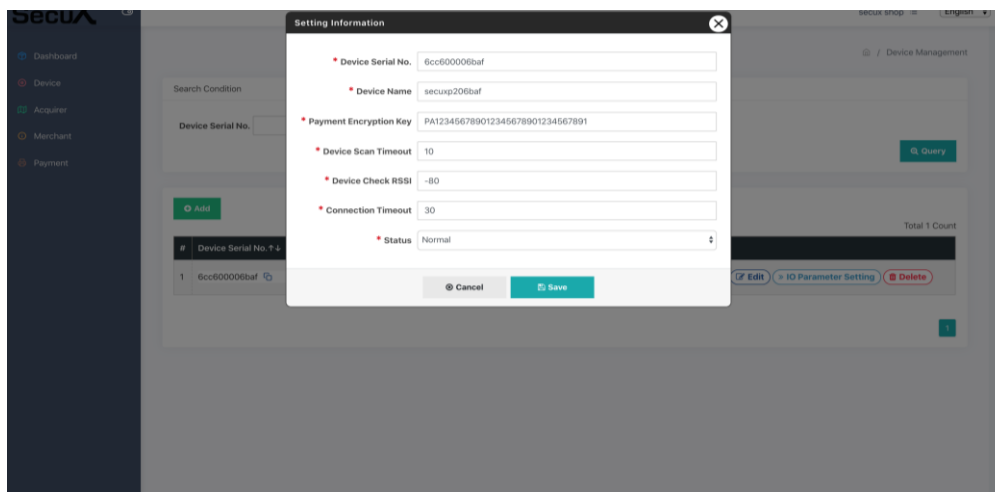 SecuX
secux shop
English
Dashboard
Device
Acquirer
Merchant
Payment
/ Device Management
Search Condition
Device Serial No.
Query
Add
Total 1 Count
# Device Serial No.↑↓
1 6cc600006baf
Edit > IO Parameter Setting Delete
1
Setting Information
* Device Serial No. 6cc600006baf
* Device Name secuxp206baf
* Payment Encryption Key PA123456789012345678901234567891
* Device Scan Timeout 10
* Device Check RSSI -80
* Connection Timeout 30
* Status Normal
Cancel Save